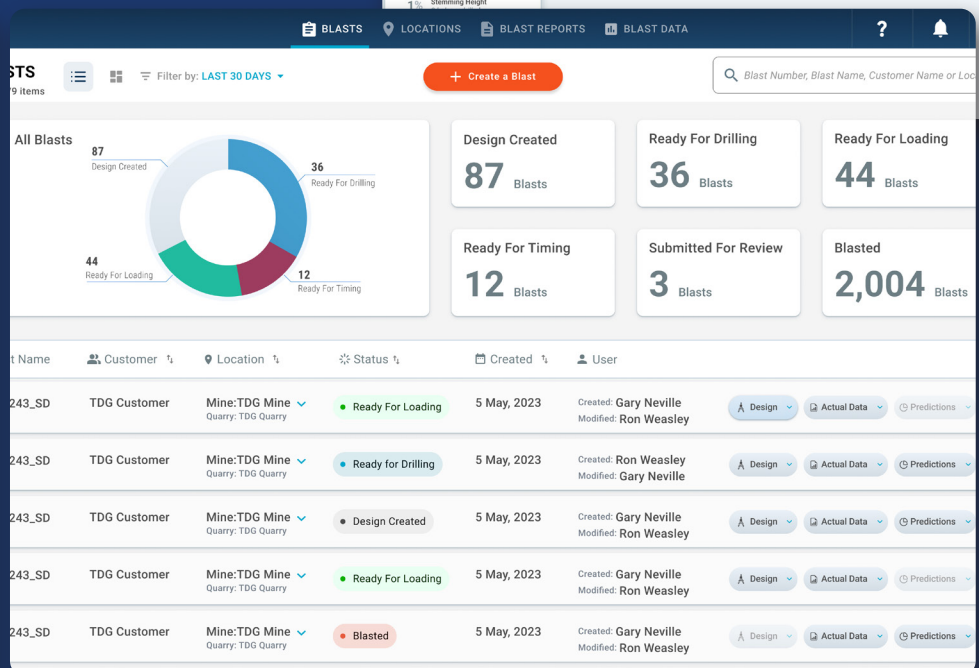 1% Stemming Height
BLASTS LOCATIONS BLAST REPORTS BLAST DATA ?
STS
79 items
Filter by: LAST 30 DAYS
+ Create a Blast
Blast Number, Blast Name, Customer Name or Loc
All Blasts
87
Design Created
36
Ready For Drilling
44
Ready For Loading
12
Ready For Timing
Design Created
87 Blasts
Ready For Drilling
36 Blasts
Ready For Loading
44 Blasts
Ready For Timing
12 Blasts
Submitted For Review
3 Blasts
Blasted
2,004 Blasts
t Name Customer Location Status Created User
243_SD TDG Customer Mine:TDG Mine Ready For Loading 5 May, 2023 Created: Gary Neville Design Actual Data Predictions
Quarry: TDG Quarry Modified: Ron Weasley
243_SD TDG Customer Mine:TDG Mine Ready for Drilling 5 May, 2023 Created: Ron Weasley Design Actual Data Predictions
Quarry: TDG Quarry Modified: Gary Neville
243_SD TDG Customer Mine:TDG Mine Design Created 5 May, 2023 Created: Gary Neville Design Actual Data Predictions
Quarry: TDG Quarry Modified: Ron Weasley
243_SD TDG Customer Mine:TDG Mine Ready For Loading 5 May, 2023 Created: Gary Neville Design Actual Data Predictions
Quarry: TDG Quarry Modified: Ron Weasley
243_SD TDG Customer Mine:TDG Mine Blasted 5 May, 2023 Created: Gary Neville Design Actual Data Predictions
Quarry: TDG Quarry Modified: Ron Weasley